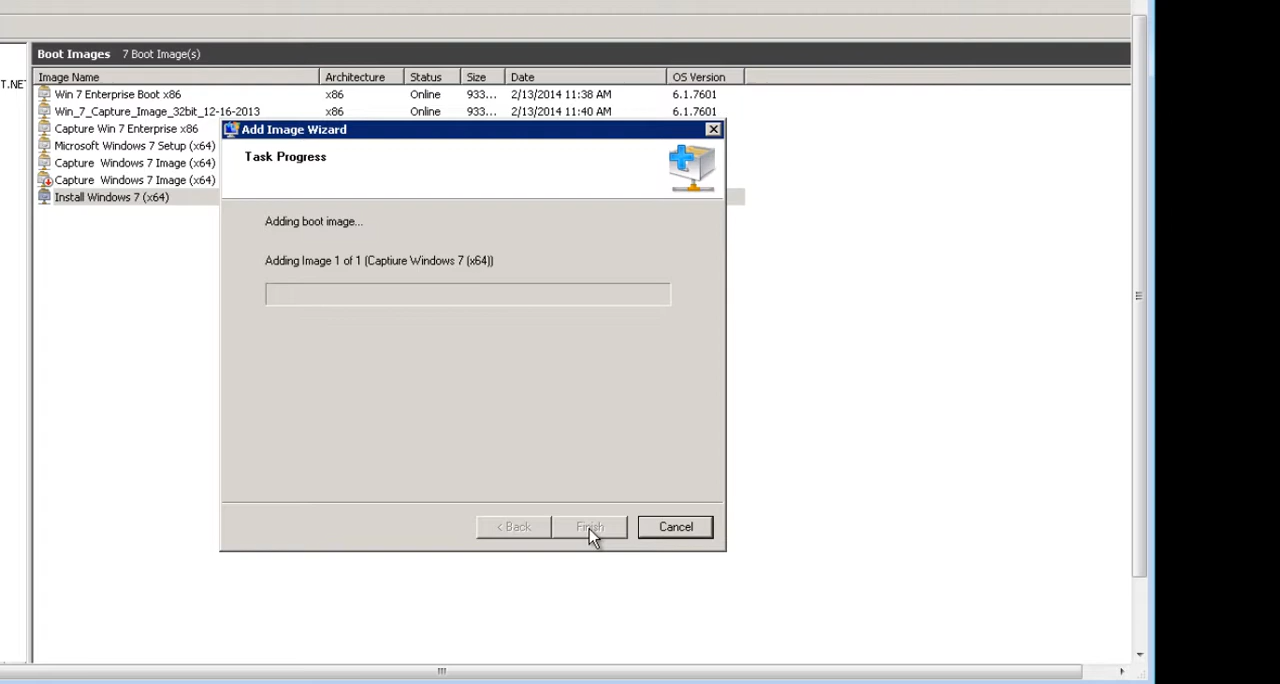 Boot Images 7 Boot Image(s)
Image Name Architecture Status Size Date OS Version
T.NE
Win 7 Enterprise Boot x86 x86 Online 933... 2/13/2014 11:38 AM 6.1.7601
Win_7_Capture_Image_32bit_12-16-2013 x86 Online 933... 2/13/2014 11:40 AM 6.1.7601
Capture Win 7 Enterprise x86
Microsoft Windows 7 Setup (x64)
Capture Windows 7 Image (x64)
Capture Windows 7 Image (x64)
Install Windows 7 (x64)
Add Image Wizard
Task Progress
Adding boot image...
Adding Image 1 of 1 (Captiure Windows 7 (x64))
< Back Finish Cancel